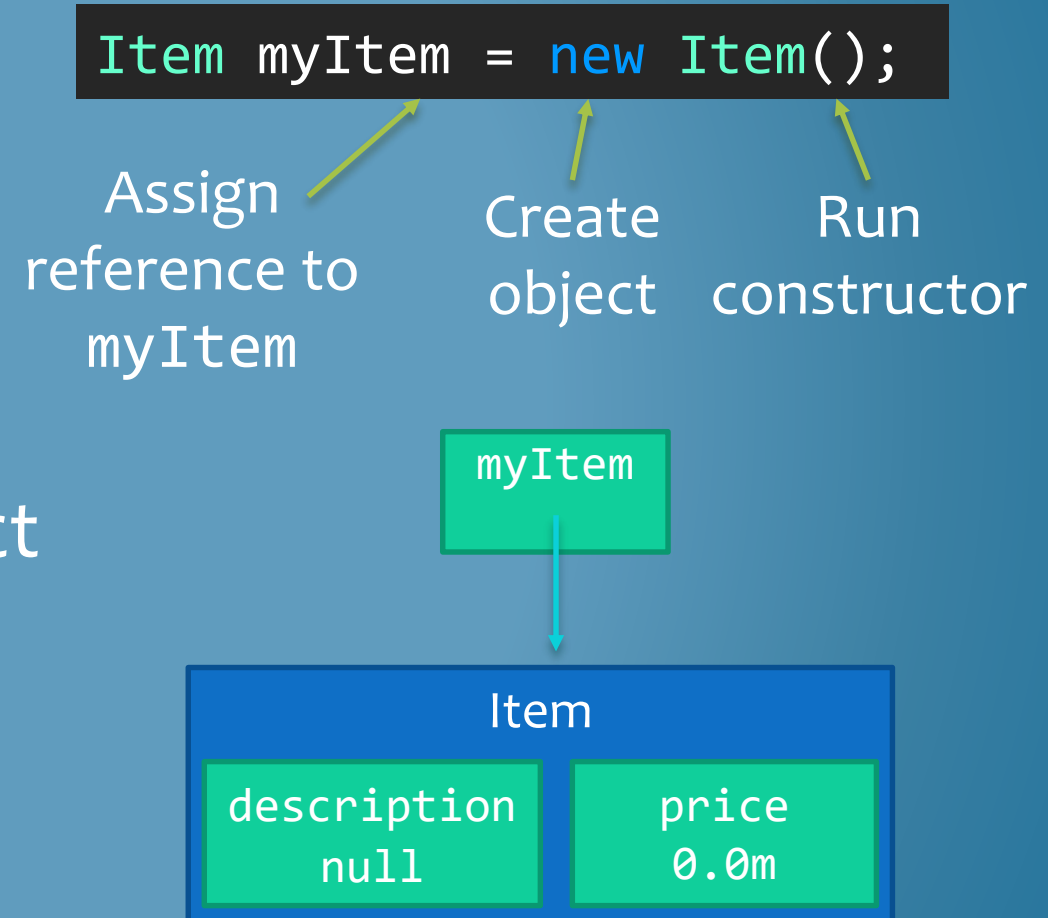 Item myItem = new Item();
Assign
reference to
myItem
Create
object
Run
constructor
ct
myItem
Item
description
null
price
0.0m